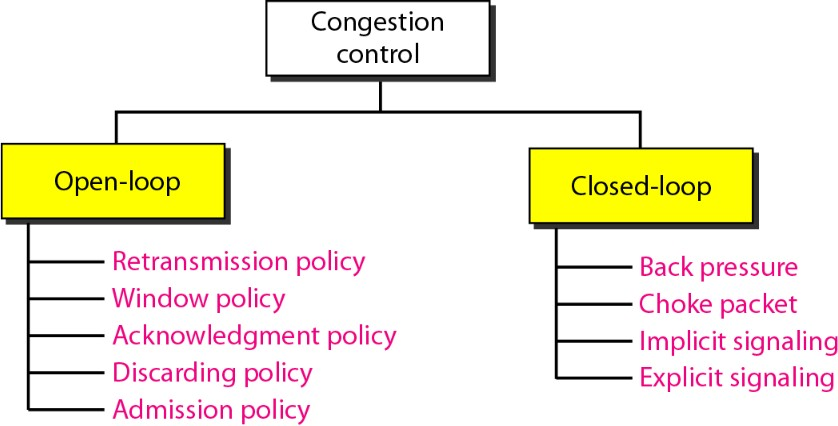 Congestion
control
Open-loop
Retransmission policy
Window policy
Acknowledgment policy
Discarding policy
Admission policy
Closed-loop
Back pressure
Choke packet
Implicit signaling
Explicit signaling